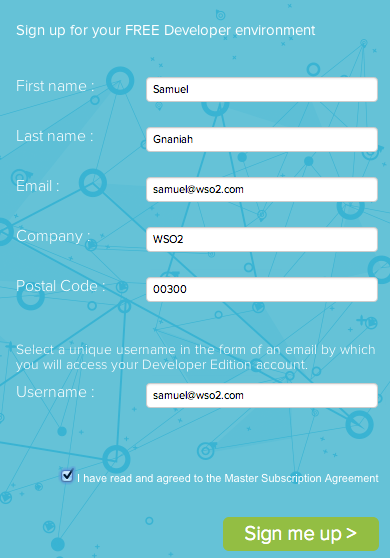 Sign up for your FREE Developer environment
First name : Samuel
Last name : Gnaniah
Email : samuel@wso2.com
Company : WSO2
Postal Code : 00300
Select a unique username in the form of an email by which
you will access your Developer Edition account.
Username : samuel@wso2.com
I have read and agreed to the Master Subscription Agreement
Sign me up >